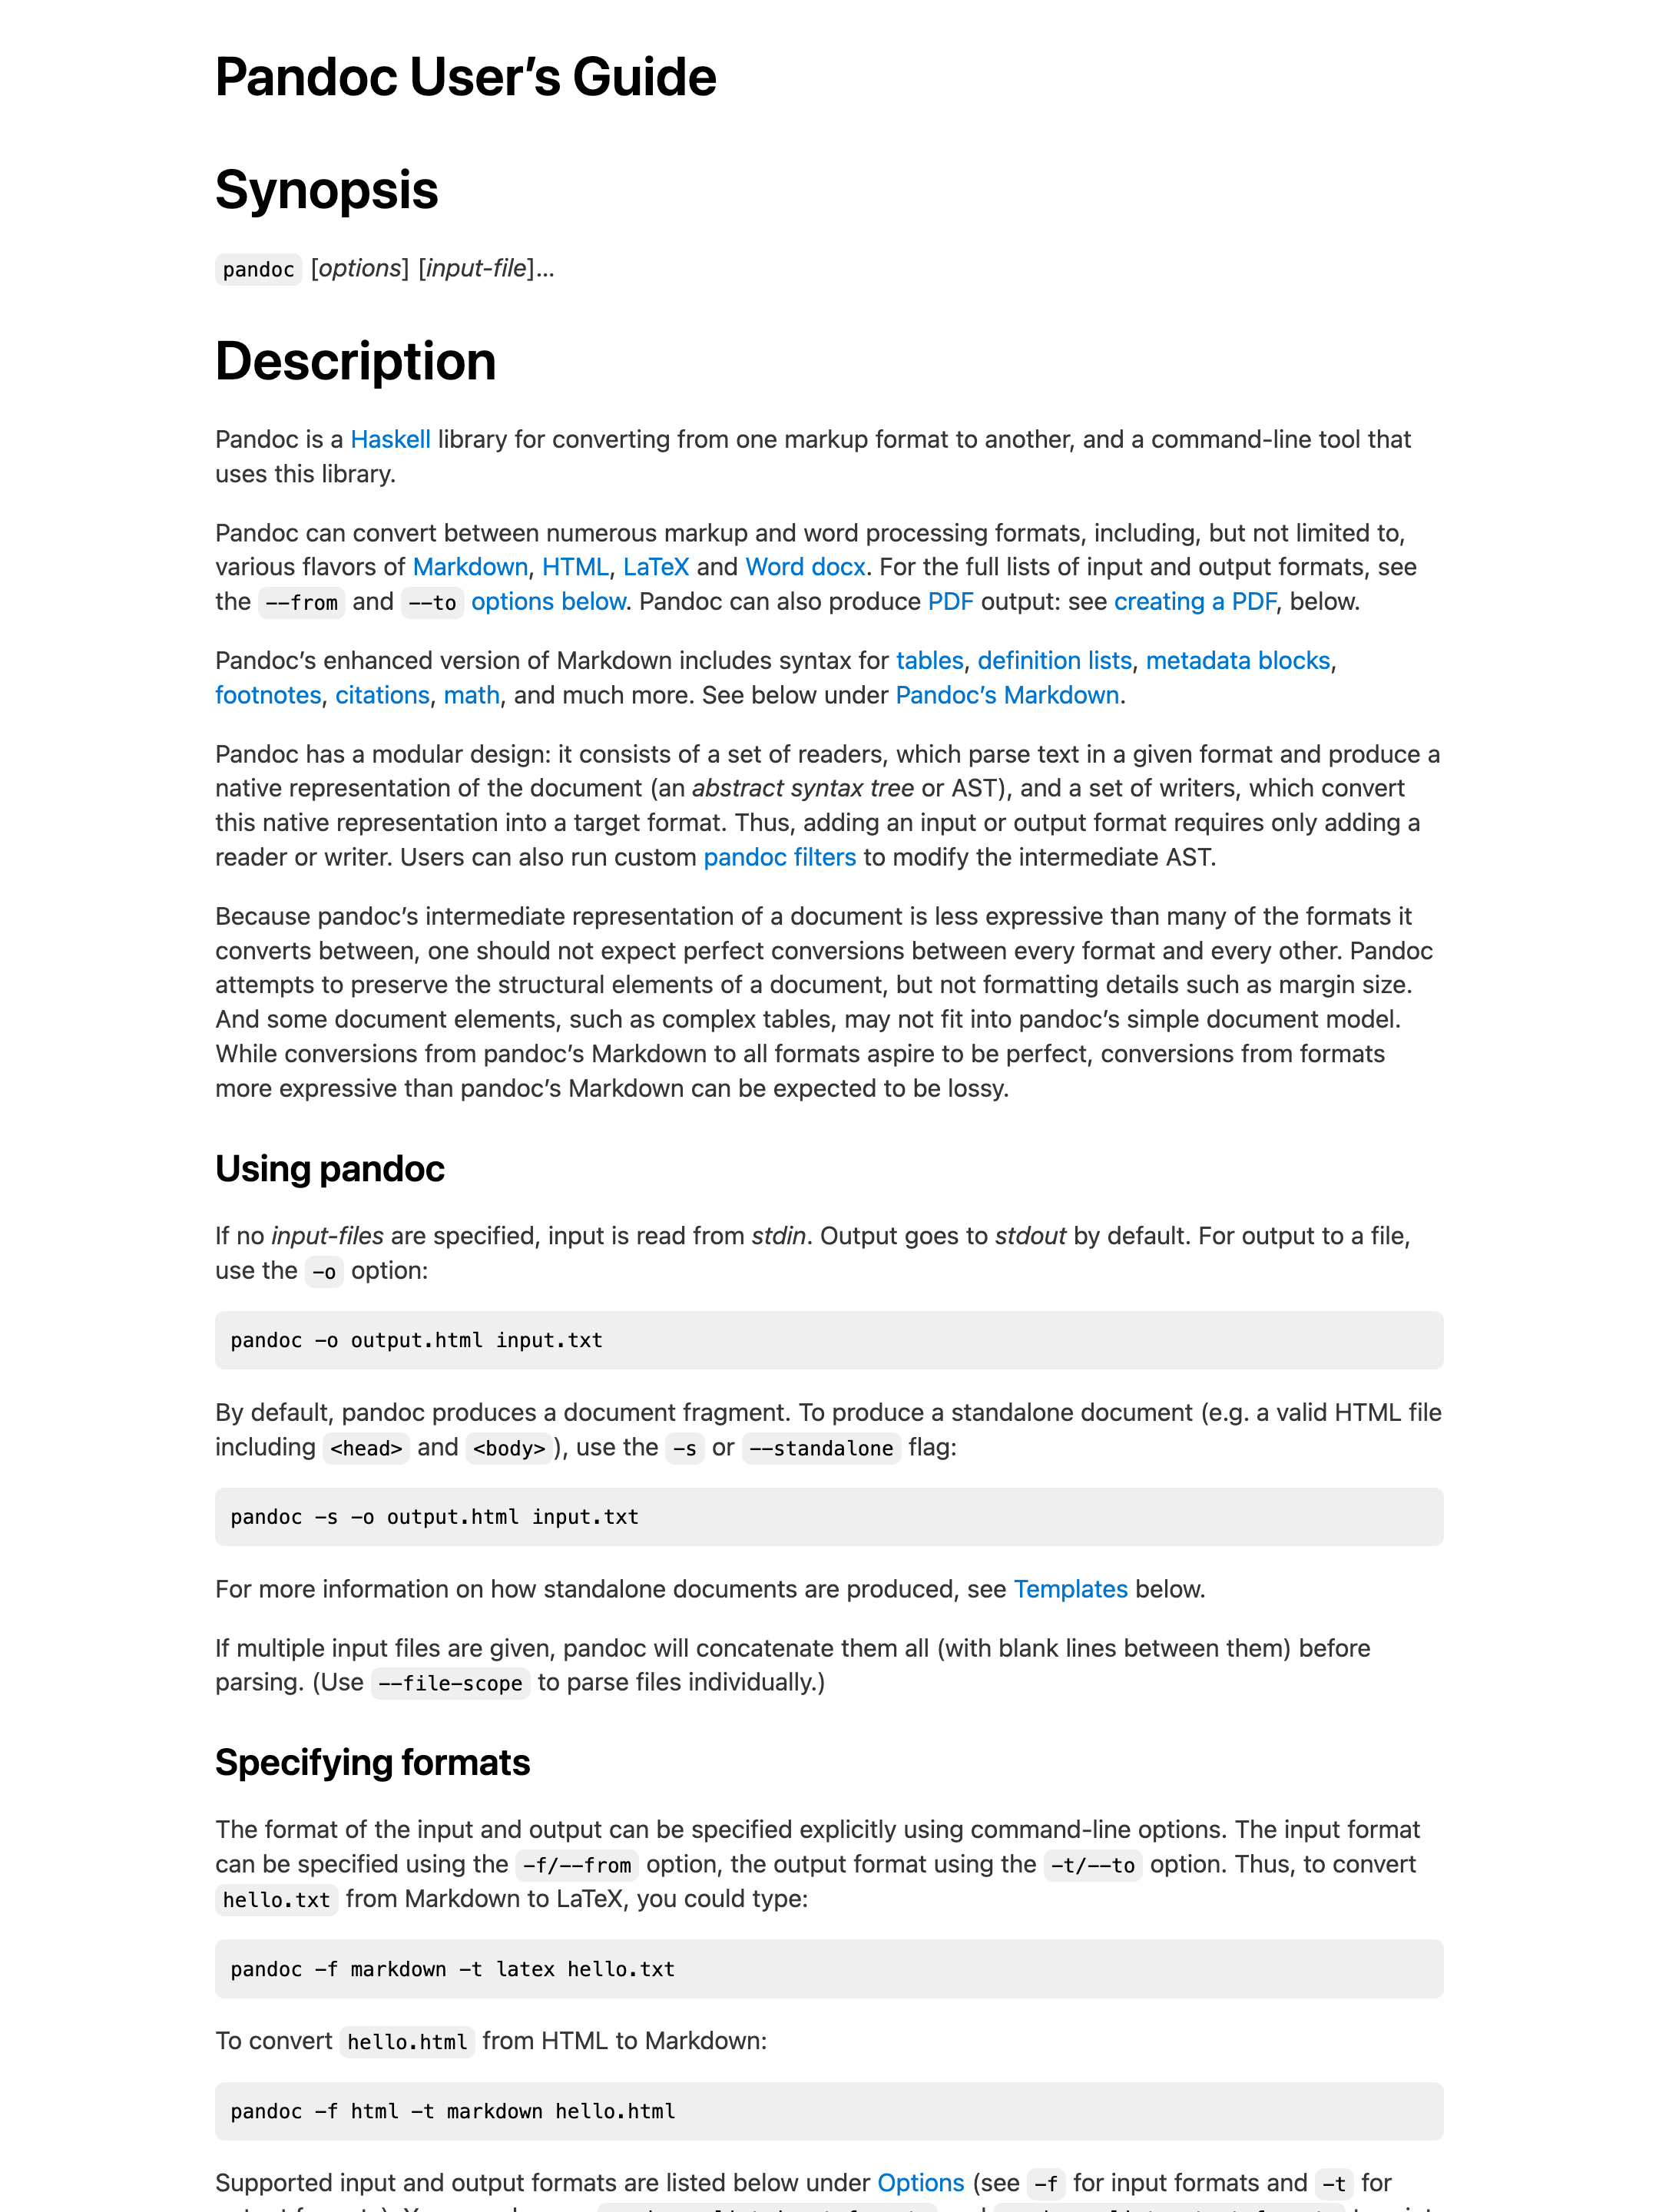 Pandoc User’s Guide
Synopsis
pandoc [options] [input-file]…
Description
Pandoc is a Haskell library for converting from one markup format to another, and a command-line tool that
uses this library.
Pandoc can convert between numerous markup and word processing formats, including, but not limited to,
various flavors of Markdown, HTML, LaTeX and Word docx. For the full lists of input and output formats, see
the --from and --to options below. Pandoc can also produce PDF output: see creating a PDF, below.
Pandoc’s enhanced version of Markdown includes syntax for tables, definition lists, metadata blocks,
footnotes, citations, math, and much more. See below under Pandoc’s Markdown.
Pandoc has a modular design: it consists of a set of readers, which parse text in a given format and produce a
native representation of the document (an abstract syntax tree or AST), and a set of writers, which convert
this native representation into a target format. Thus, adding an input or output format requires only adding a
reader or writer. Users can also run custom pandoc filters to modify the intermediate AST.
Because pandoc’s intermediate representation of a document is less expressive than many of the formats it
converts between, one should not expect perfect conversions between every format and every other. Pandoc
attempts to preserve the structural elements of a document, but not formatting details such as margin size.
And some document elements, such as complex tables, may not fit into pandoc’s simple document model.
While conversions from pandoc’s Markdown to all formats aspire to be perfect, conversions from formats
more expressive than pandoc’s Markdown can be expected to be lossy.
Using pandoc
If no input-files are specified, input is read from stdin. Output goes to stdout by default. For output to a file,
use the -o option:
pandoc -o output.html input.txt
By default, pandoc produces a document fragment. To produce a standalone document (e.g. a valid HTML file
including <head> and <body>), use the -s or --standalone flag:
pandoc -s -o output.html input.txt
For more information on how standalone documents are produced, see Templates below.
If multiple input files are given, pandoc will concatenate them all (with blank lines between them) before
parsing. (Use --file-scope to parse files individually.)
Specifying formats
The format of the input and output can be specified explicitly using command-line options. The input format
can be specified using the -f/--from option, the output format using the -t/--to option. Thus, to convert
hello.txt from Markdown to LaTeX, you could type:
pandoc -f markdown -t latex hello.txt
To convert hello.html from HTML to Markdown:
pandoc -f html -t markdown hello.html
Supported input and output formats are listed below under Options (see -f for input formats and -t for